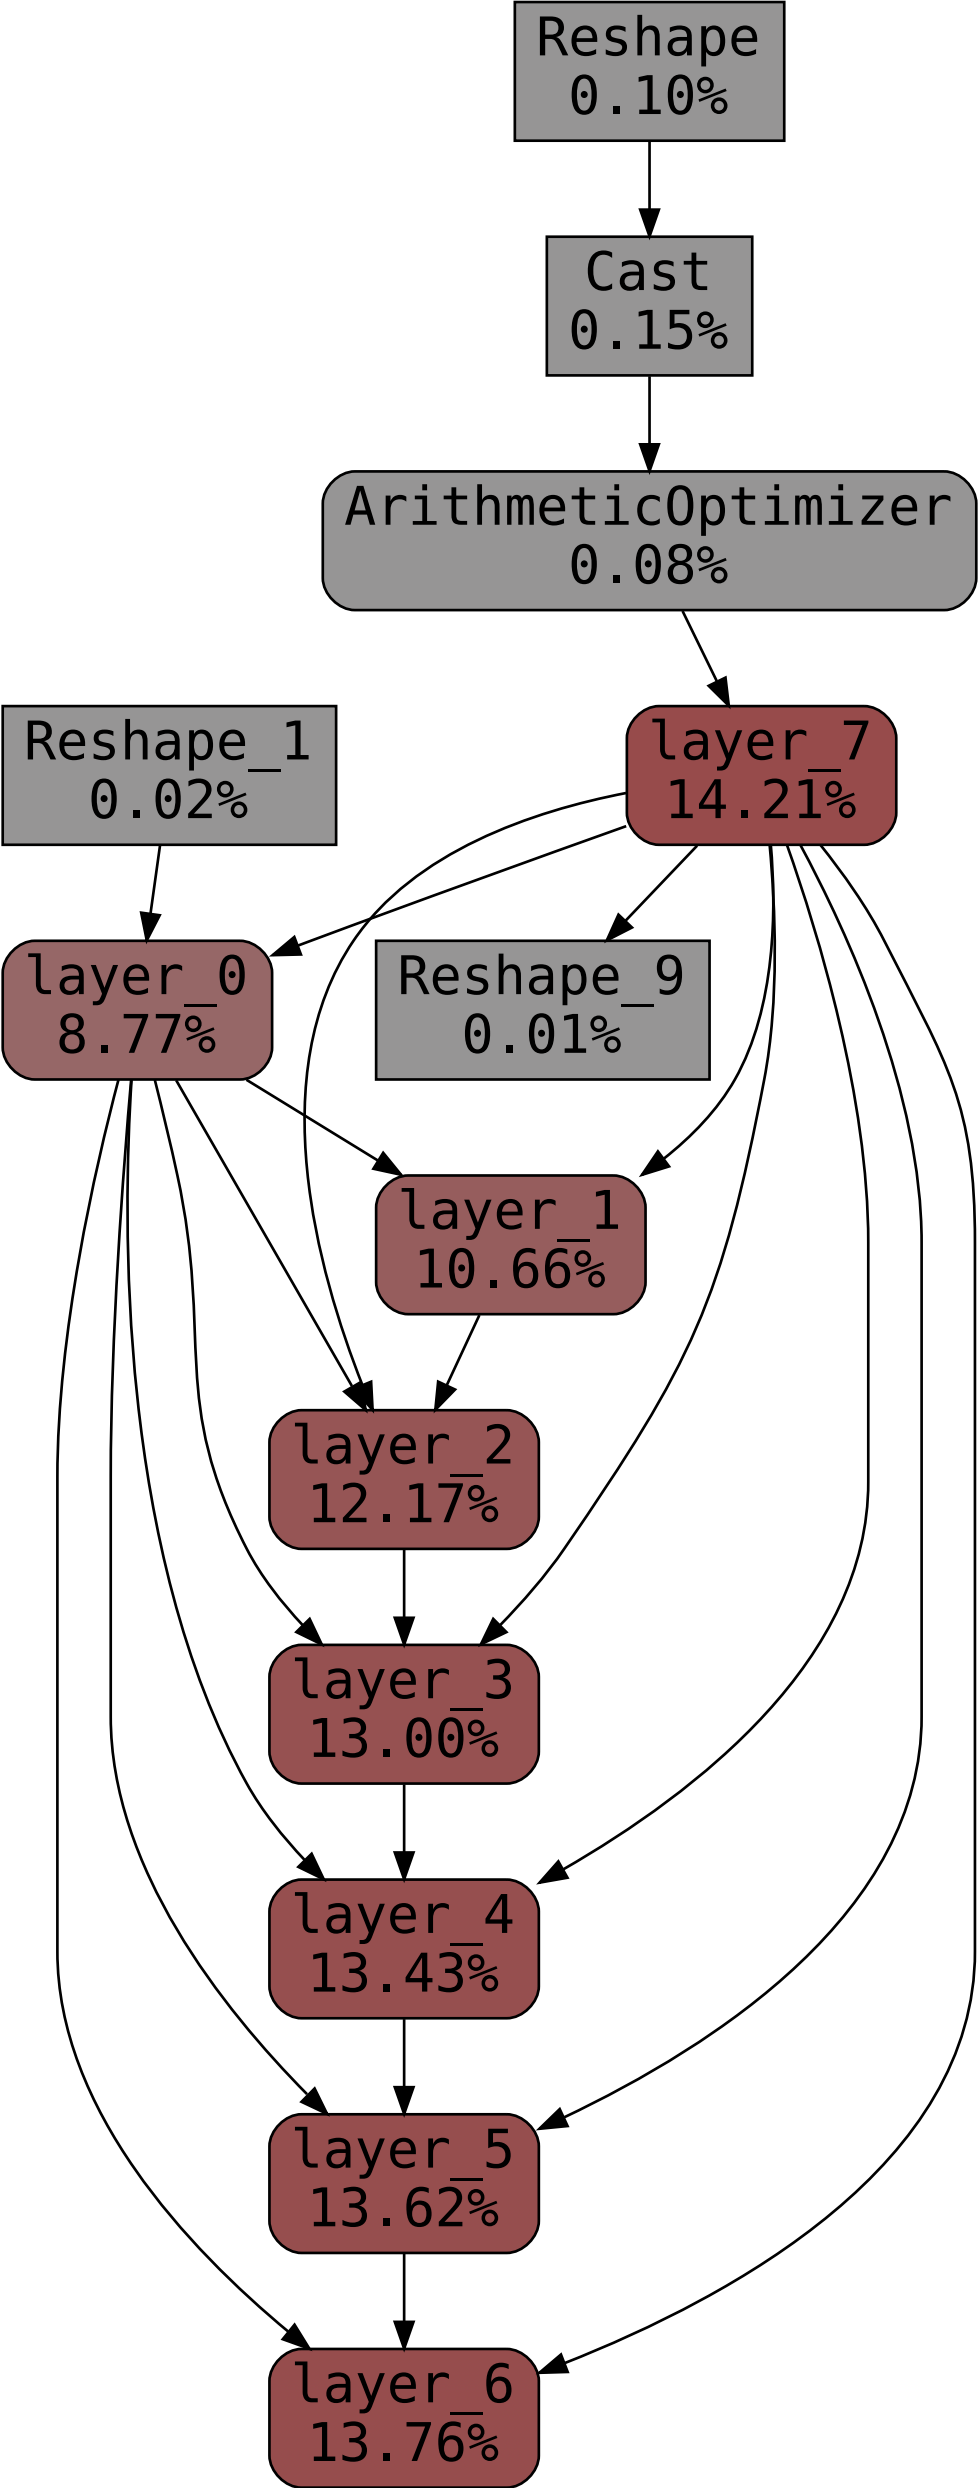 Reshape
0.10%
Cast
0.15%
ArithmeticOptimizer
0.08%
Reshape_1
0.02%
layer_7
14.21%
layer_0
8.77%
Reshape_9
0.01%
layer_1
10.66%
layer_2
12.17%
layer_3
13.00%
layer_4
13.43%
layer_5
13.62%
layer_6
13.76%